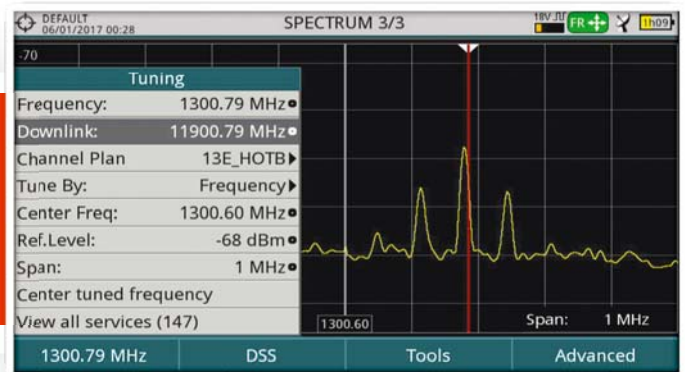 DEFAULT
06/01/2017 00:28
SPECTRUM 3/3
18V
FR
1h09
-70
Tuning
Frequency: 1300.79 MHz
Downlink: 11900.79 MHz
Channel Plan 13E_HOTB
Tune By: Frequency
Center Freq: 1300.60 MHz
Ref.Level: -68 dBm
Span: 1 MHz
Center tuned frequency
View all services (147)
1300.60
Span: 1 MHz
1300.79 MHz DSS Tools Advanced